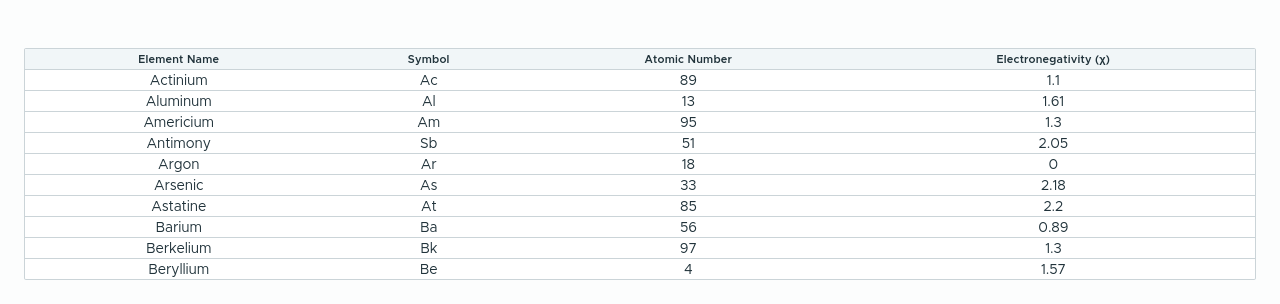 Element Name Symbol Atomic Number Electronegativity (χ)
Actinium Ac 89 1.1
Aluminum Al 13 1.61
Americium Am 95 1.3
Antimony Sb 51 2.05
Argon Ar 18 0
Arsenic As 33 2.18
Astatine At 85 2.2
Barium Ba 56 0.89
Berkelium Bk 97 1.3
Beryllium Be 4 1.57